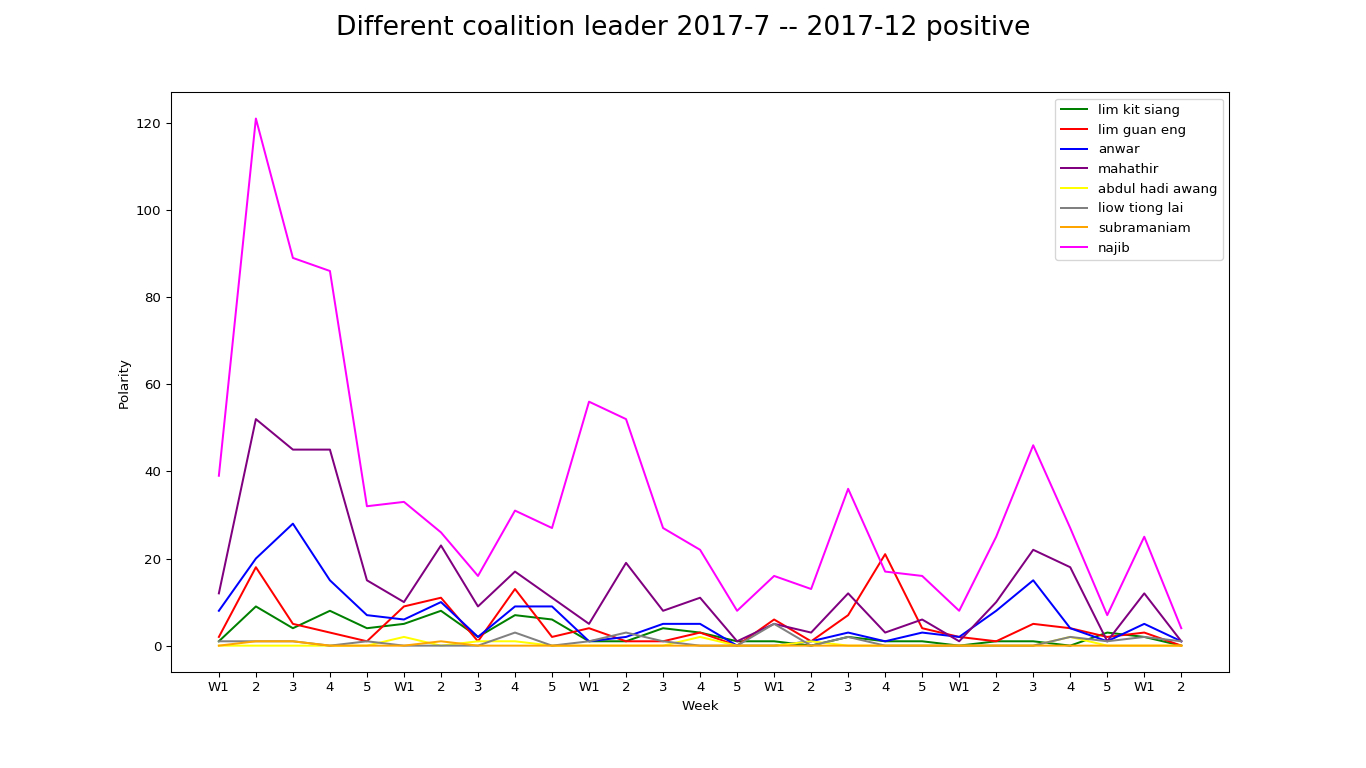 Different coalition leader 2017-7 -- 2017-12 positive
lim kit siang
lim guan eng
anwar
mahathir
abdul hadi awang
liow tiong lai
subramaniam
najib
120
100
80
60
40
20
0
Polarity
W1 2 3 4 5 W1 2 3 4 5 W1 2 3 4 5 W1 2 3 4 5 W1 2 3 4 5 W1 2
Week